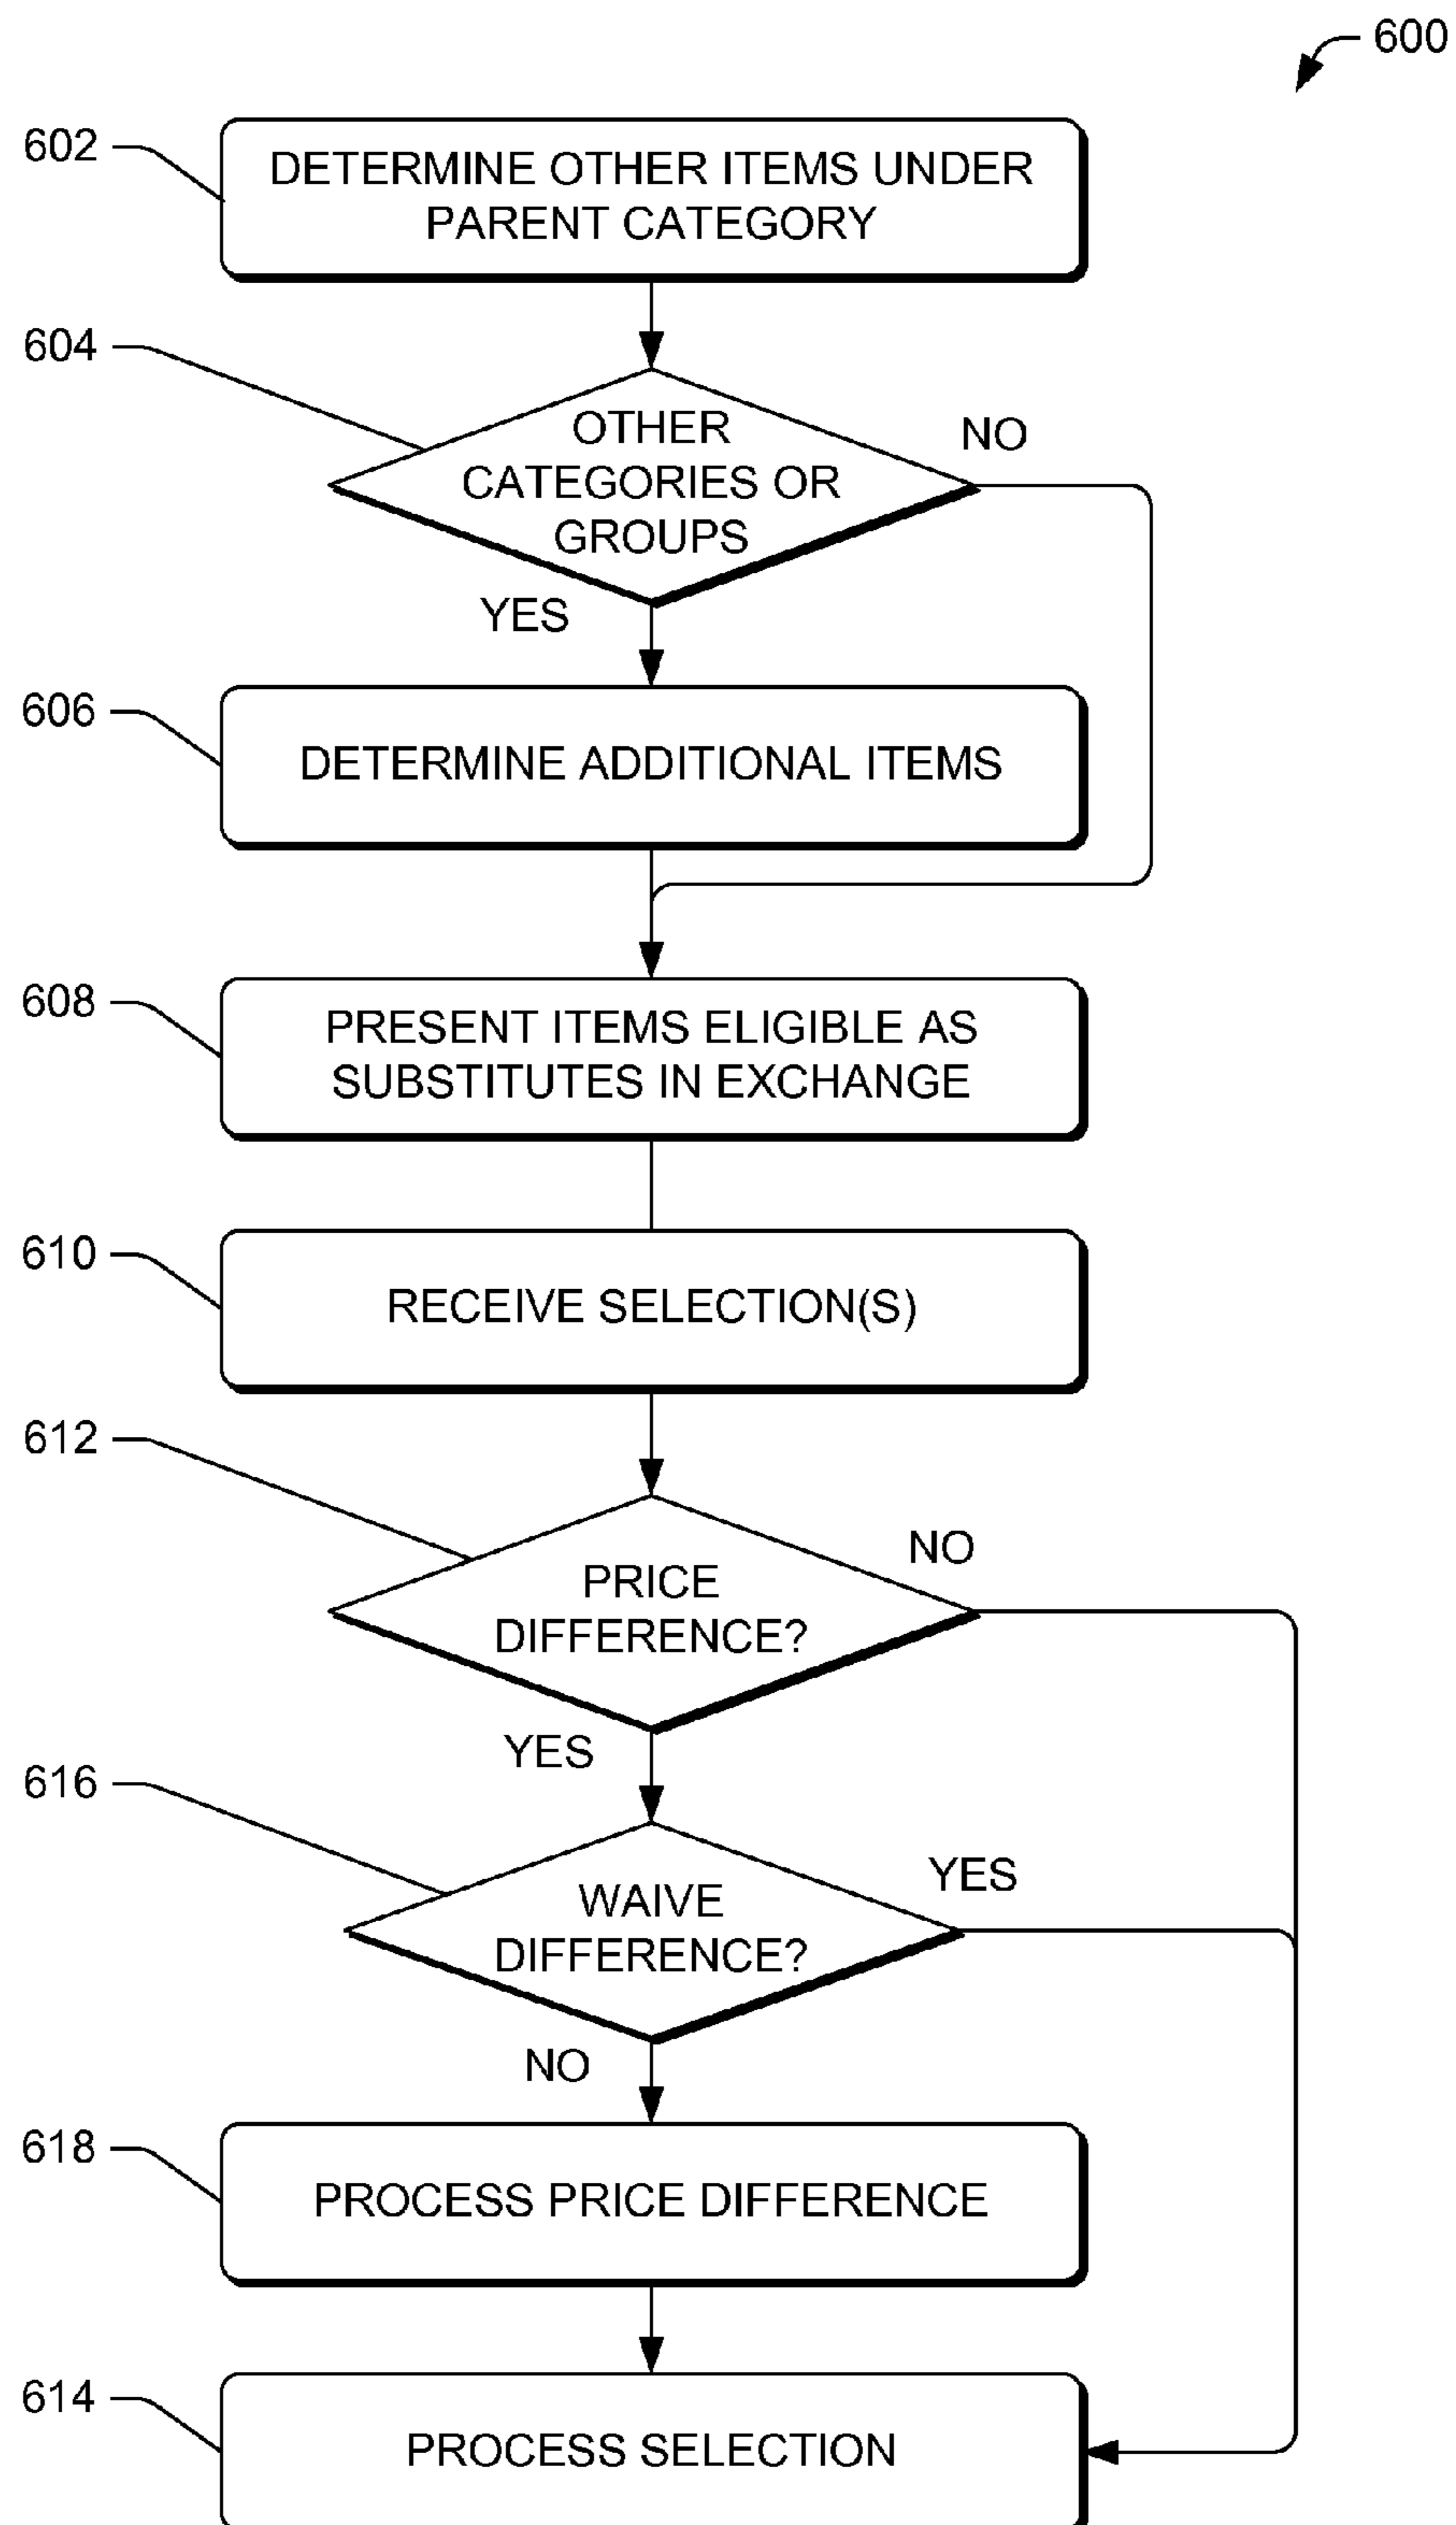 600
602
DETERMINE OTHER ITEMS UNDER
PARENT CATEGORY
604
OTHER
CATEGORIES OR
GROUPS
NO
YES
606
DETERMINE ADDITIONAL ITEMS
608
PRESENT ITEMS ELIGIBLE AS
SUBSTITUTES IN EXCHANGE
610
RECEIVE SELECTION(S)
612
PRICE
DIFFERENCE?
NO
YES
616
WAIVE
DIFFERENCE?
YES
NO
618
PROCESS PRICE DIFFERENCE
614
PROCESS SELECTION